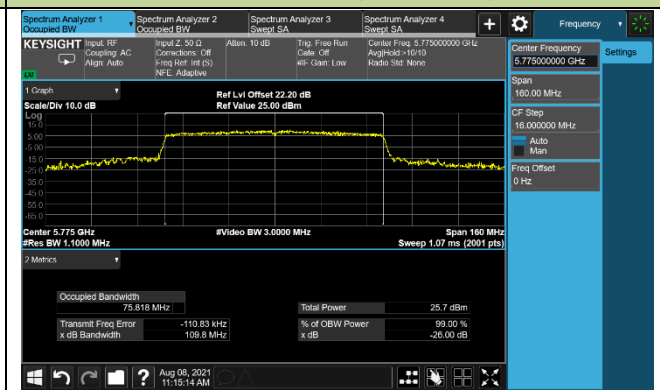 Spectrum Analyzer 1
Occupied BW
Spectrum Analyzer 2
Occupied BW
Spectrum Analyzer 3
Swept SA
Spectrum Analyzer 4
Swept SA
+
Frequency
KEYSIGHT
Input: RF
Coupling: AC
Align: Auto
Input Z: 50 Ω
Corrections: Off
Freq Ref: Int (S)
NFE: Adaptive
Atten: 10 dB
Trig: Free Run
Gate: Off
#IF Gain: Low
Center Freq: 5.775000000 GHz
Avg|Hold:>10/10
Radio Std: None
Center Frequency
5.775000000 GHz
Settings
Span
160.00 MHz
CF Step
16.000000 MHz
Auto
Man
Freq Offset
0 Hz
1 Graph
Scale/Div 10.0 dB
Ref Lvl Offset 22.20 dB
Ref Value 25.00 dBm
Log
15.0
5.00
-5.00
-15.0
-25.0
-35.0
-45.0
-55.0
-65.0
Center 5.775 GHz
#Video BW 3.0000 MHz
Span 160 MHz
#Res BW 1.1000 MHz
Sweep 1.07 ms (2001 pts)
2 Metrics
Occupied Bandwidth
75.818 MHz
Total Power
25.7 dBm
Transmit Freq Error
-110.83 kHz
% of OBW Power
99.00 %
x dB Bandwidth
109.8 MHz
x dB
-26.00 dB
?
Aug 08, 2021
11:15:14 AM